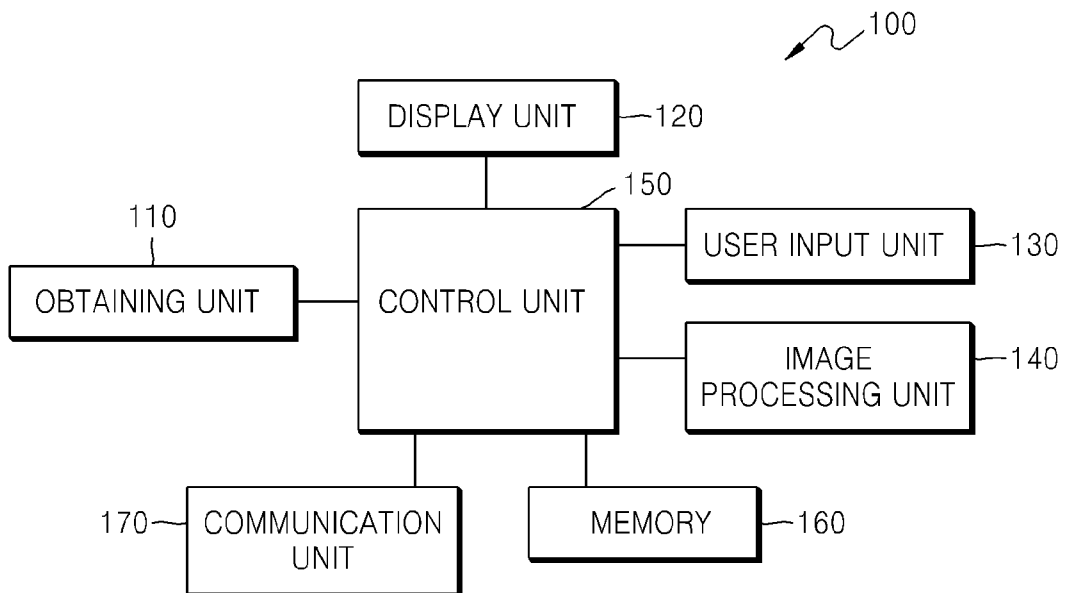 100
DISPLAY UNIT
120
150
110
USER INPUT UNIT
130
OBTAINING UNIT
CONTROL UNIT
IMAGE
PROCESSING UNIT
140
170
COMMUNICATION
UNIT
MEMORY
160